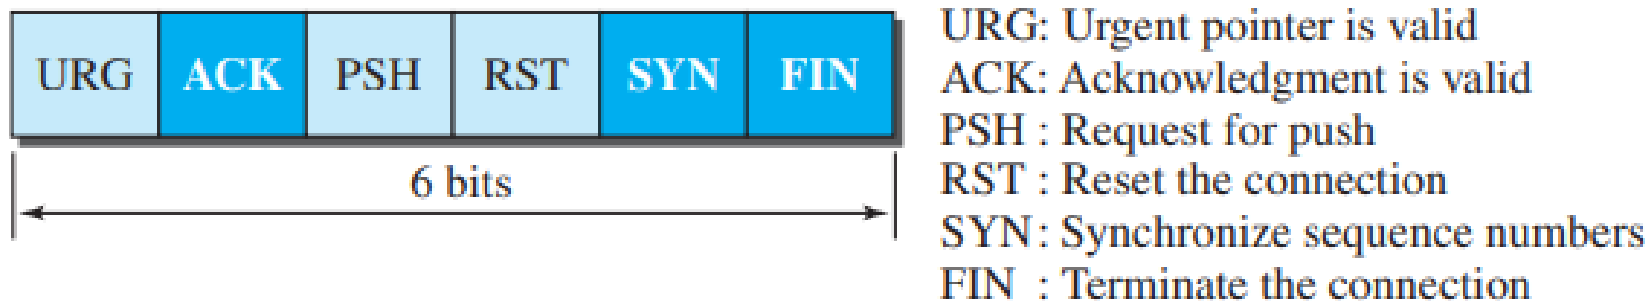 URG ACK PSH RST SYN FIN
6 bits
URG: Urgent pointer is valid
ACK: Acknowledgment is valid
PSH : Request for push
RST : Reset the connection
SYN: Synchronize sequence numbers
FIN : Terminate the connection